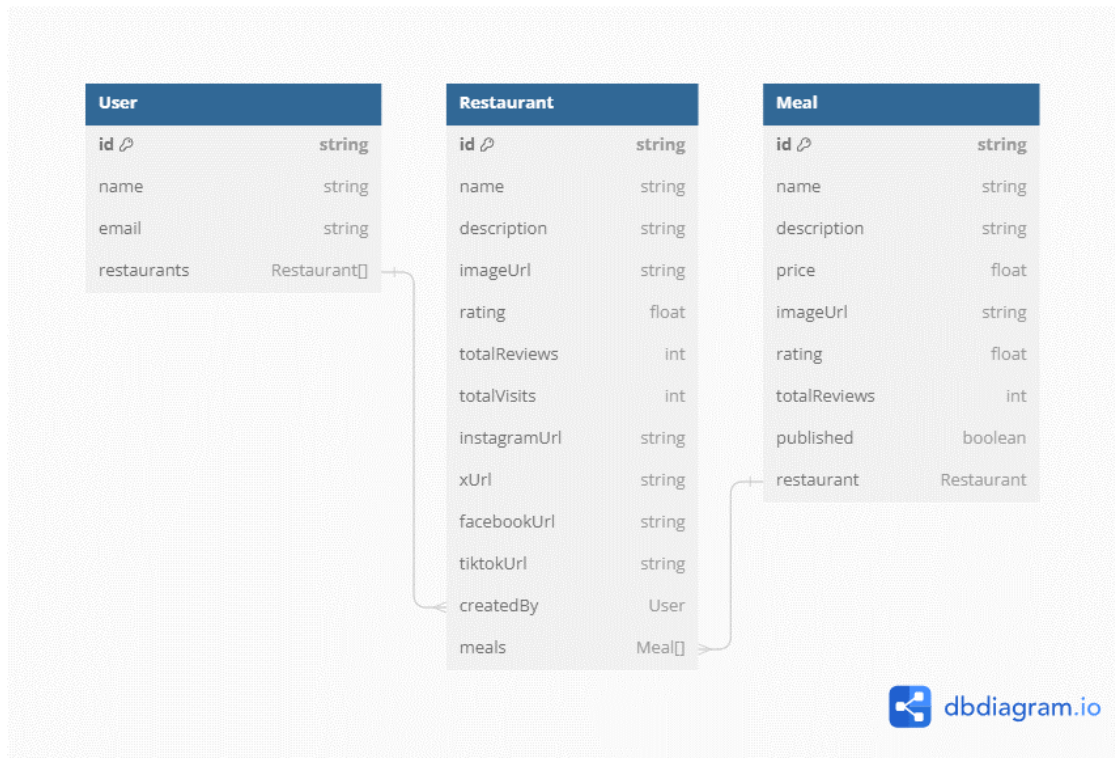 User
id string
name string
email string
restaurants Restaurant[]
Restaurant
id string
name string
description string
imageUrl string
rating float
totalReviews int
totalVisits int
instagramUrl string
xUrl string
facebookUrl string
tiktokUrl string
createdBy User
meals Meal[]
Meal
id string
name string
description string
price float
imageUrl string
rating float
totalReviews int
published boolean
restaurant Restaurant
dbdiagram.io